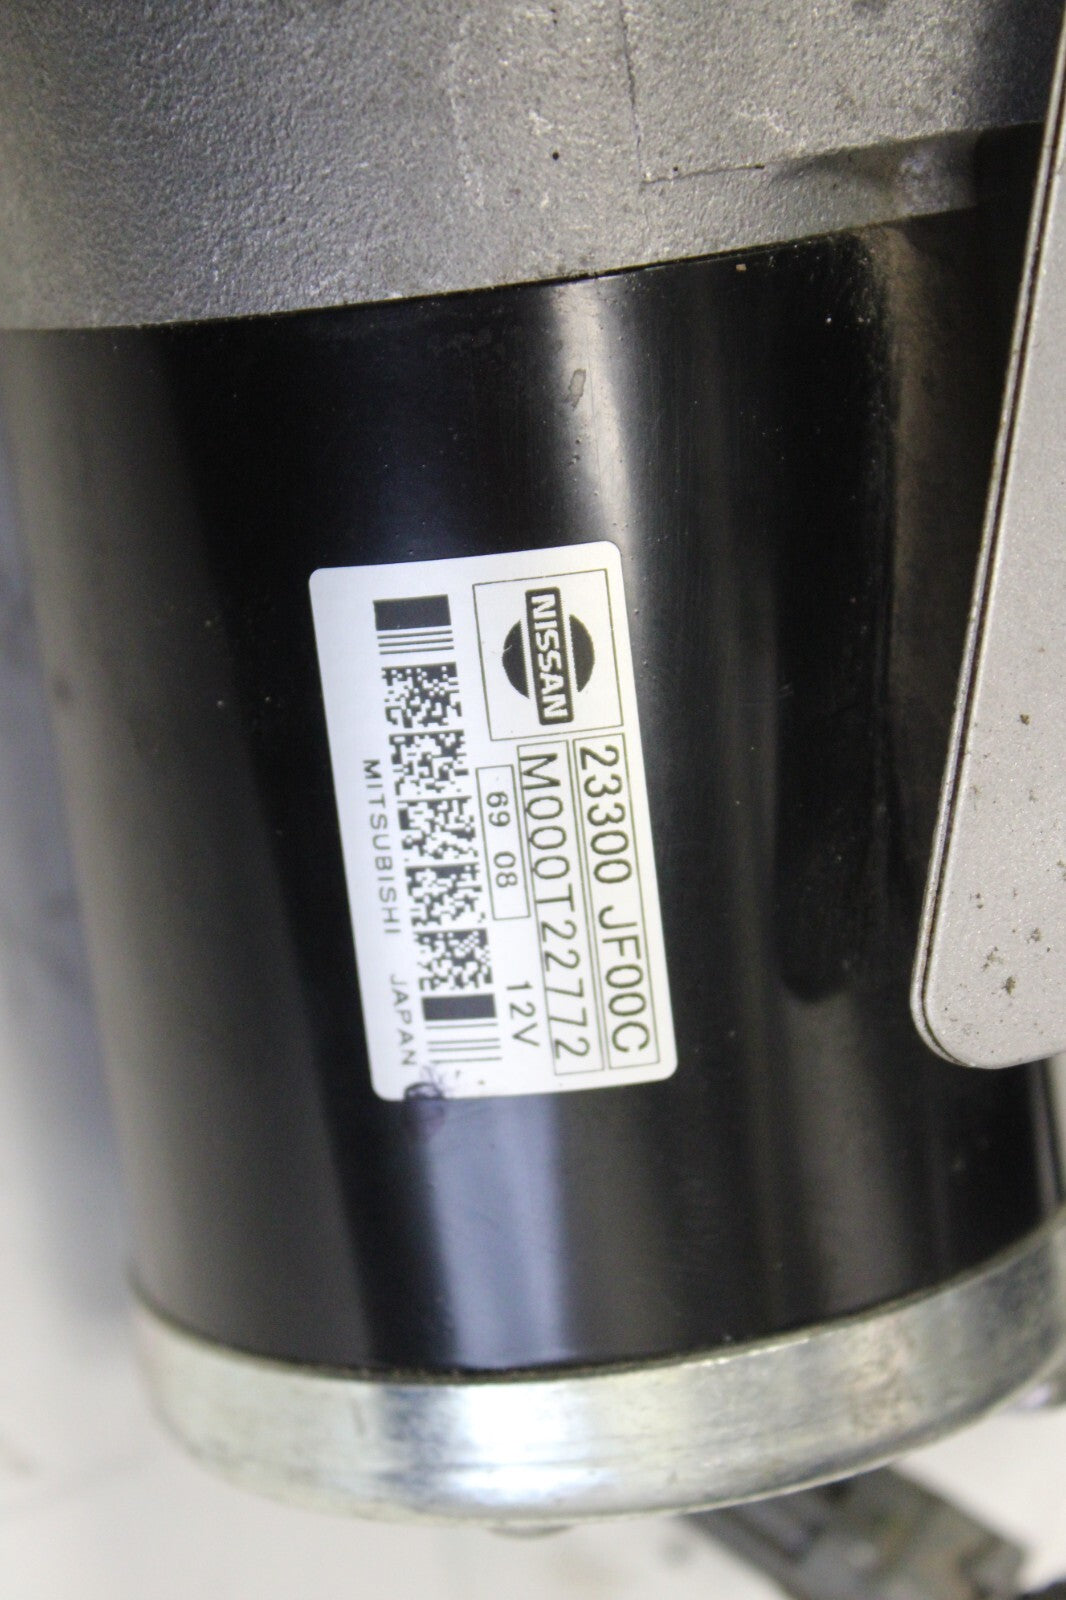 NISSAN
23300 JF00C
M000T22772
69 08
12V
MITSUBISHI JAPAN